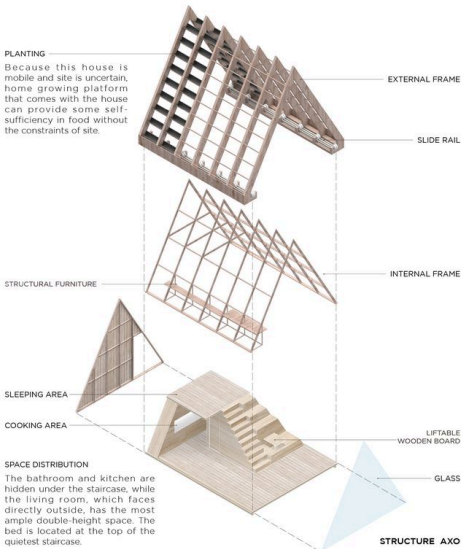 PLANTING
Because this house is
mobile and site is uncertain,
home growing platform
that comes with the house
can provide some self-
sufficiency in food without
the constraints of site.
EXTERNAL FRAME
SLIDE RAIL
INTERNAL FRAME
STRUCTURAL FURNITURE
SLEEPING AREA
COOKING AREA
LIFTABLE
WOODEN BOARD
SPACE DISTRIBUTION
The bathroom and kitchen are
hidden under the staircase, while
the living room, which faces
directly outside, has the most
ample double-height space. The
bed is located at the top of the
quietest staircase.
GLASS
STRUCTURE AXO